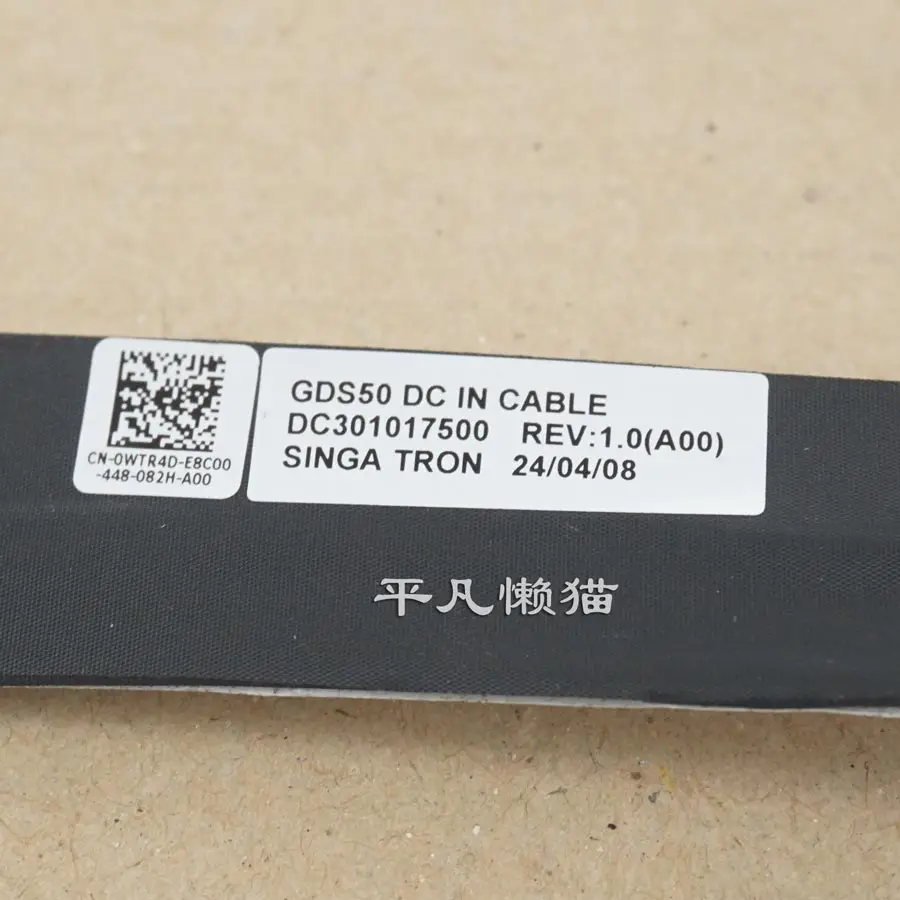 CN-0WTR4D-E8C00
-448-082H-A00
GDS50 DC IN CABLE
DC301017500 REV:1.0(A00)
SINGA TRON 24/04/08
平凡懒猫